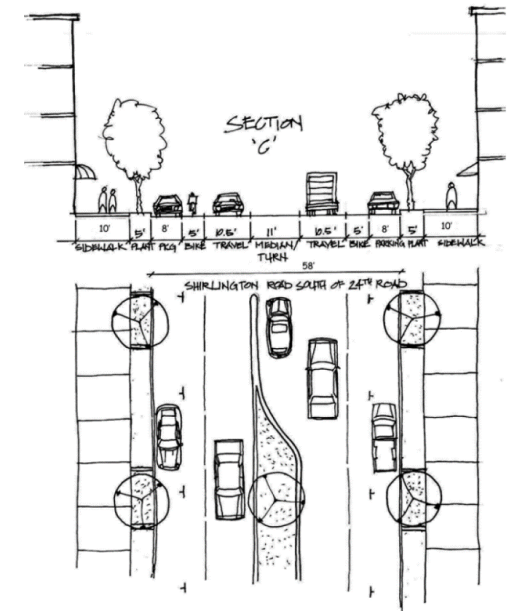 SECTION
'C'
10' 5' 8' 5' 10.5' 11' 10.5' 5' 8' 5' 10'
SIDEWALK PLANT PKG BIKE TRAVEL MEDIAN/ TRAVEL BIKE PARKING PLANT SIDEWALK
TURN
58'
SHIRLINGTON ROAD SOUTH OF 24TH ROAD